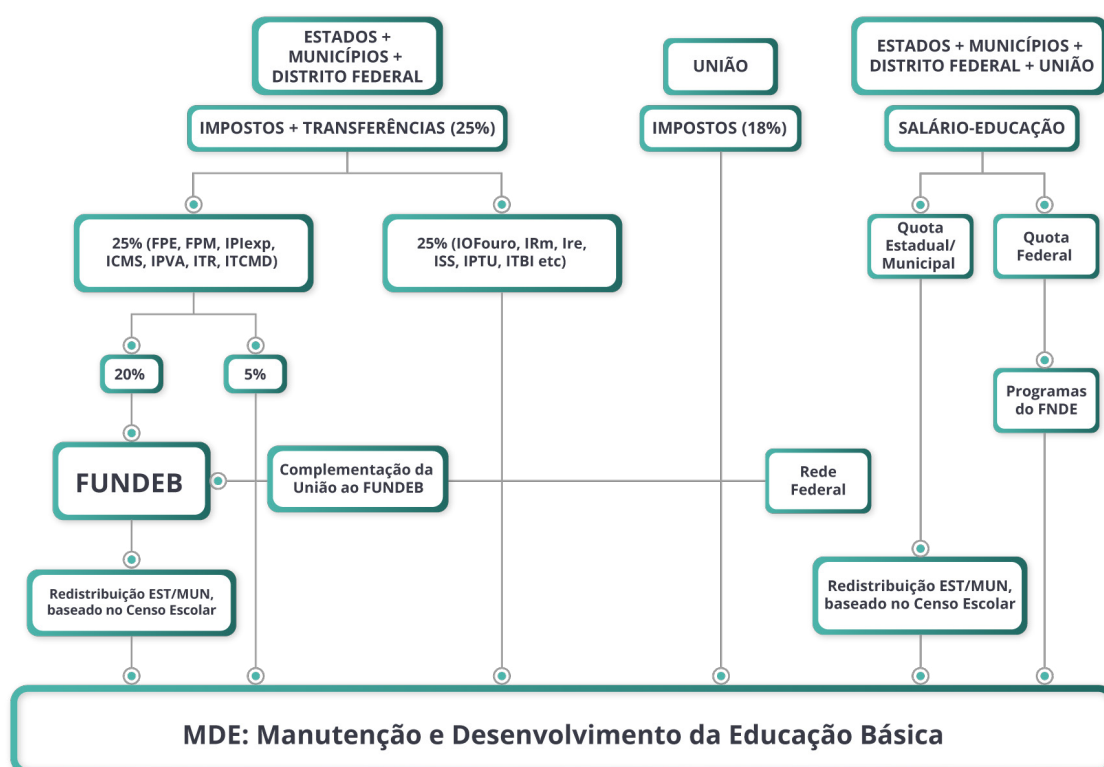 ESTADOS +
MUNICÍPIOS +
DISTRITO FEDERAL
UNIÃO
ESTADOS + MUNICÍPIOS +
DISTRITO FEDERAL + UNIÃO
IMPOSTOS + TRANSFERÊNCIAS (25%)
IMPOSTOS (18%)
SALÁRIO-EDUCAÇÃO
25% (FPE, FPM, IPIexp,
ICMS, IPVA, ITR, ITCMD)
25% (IOFouro, IRm, Ire,
ISS, IPTU, ITBI etc)
Quota
Estadual/
Municipal
Quota
Federal
20%
5%
Programas
do FNDE
FUNDEB
Complementação da
União ao FUNDEB
Rede
Federal
Redistribuição EST/MUN,
baseado no Censo Escolar
Redistribuição EST/MUN,
baseado no Censo Escolar
MDE: Manutenção e Desenvolvimento da Educação Básica